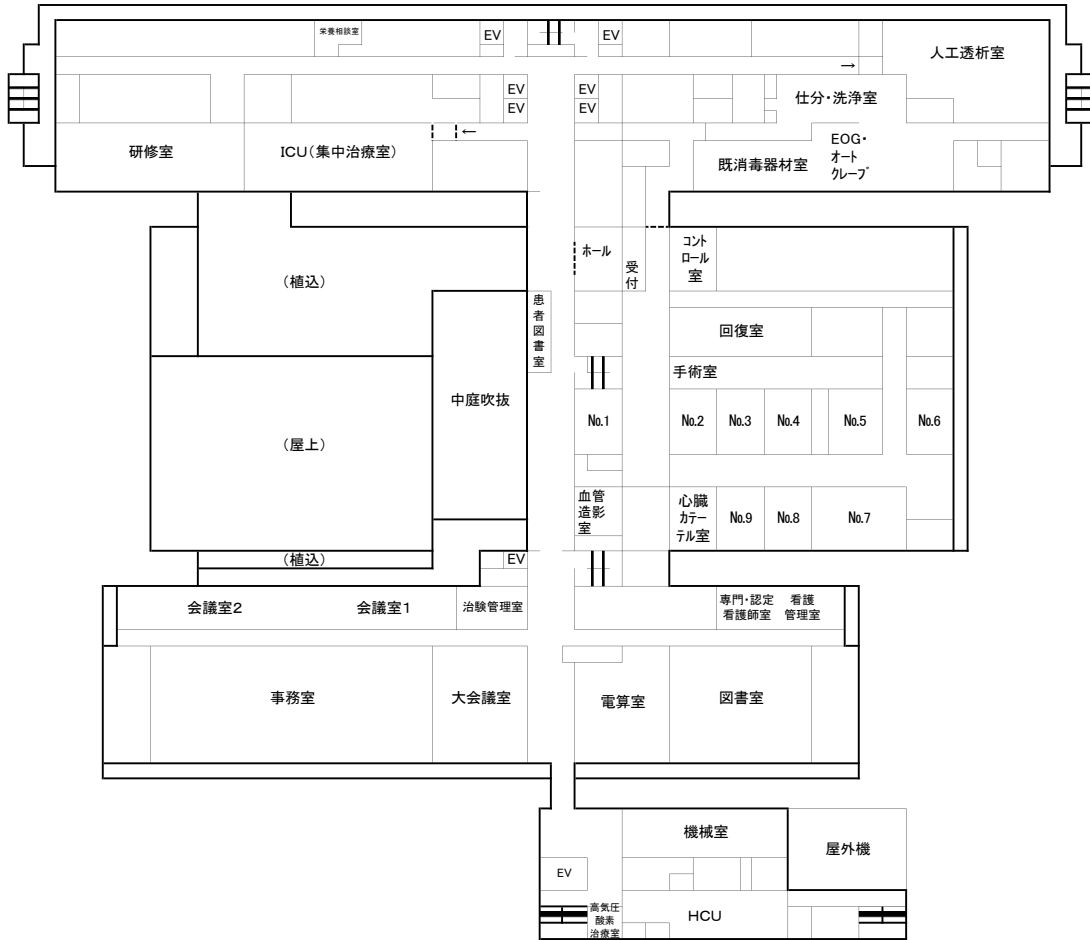 栄養相談室
EV
EV
人工透析室
→
EV
EV
EV
EV
仕分・洗浄室
研修室
ICU(集中治療室)
←
既消毒器材室
EOG・
オート
クレーブ
(植込)
ホール
受付
コント
ロール
室
患者図書室
回復室
手術室
中庭吹抜
(屋上)
No.1
No.2
No.3
No.4
No.5
No.6
血管
造影
室
心臓
カテー
テル室
No.9
No.8
No.7
(植込)
EV
会議室2
会議室1
治験管理室
専門・認定
看護師室
看護
管理室
事務室
大会議室
電算室
図書室
機械室
屋外機
EV
高気圧
酸素
治療室
HCU